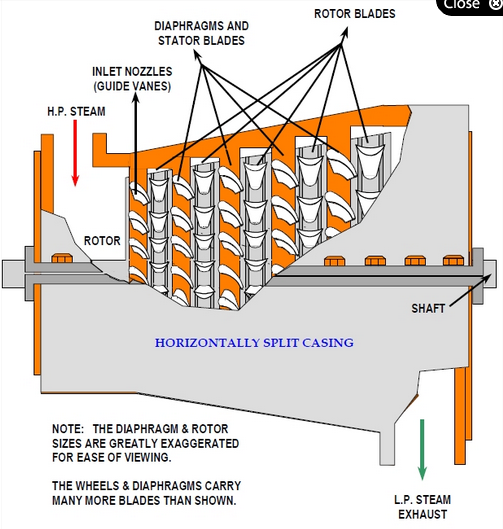 Close
ROTOR BLADES
DIAPHRAGMS AND
STATOR BLADES
INLET NOZZLES
(GUIDE VANES)
H.P. STEAM
ROTOR
SHAFT
HORIZONTALLY SPLIT CASING
NOTE: THE DIAPHRAGM & ROTOR
SIZES ARE GREATLY EXAGGERATED
FOR EASE OF VIEWING.
THE WHEELS & DIAPHRAGMS CARRY
MANY MORE BLADES THAN SHOWN.
L.P. STEAM
EXHAUST